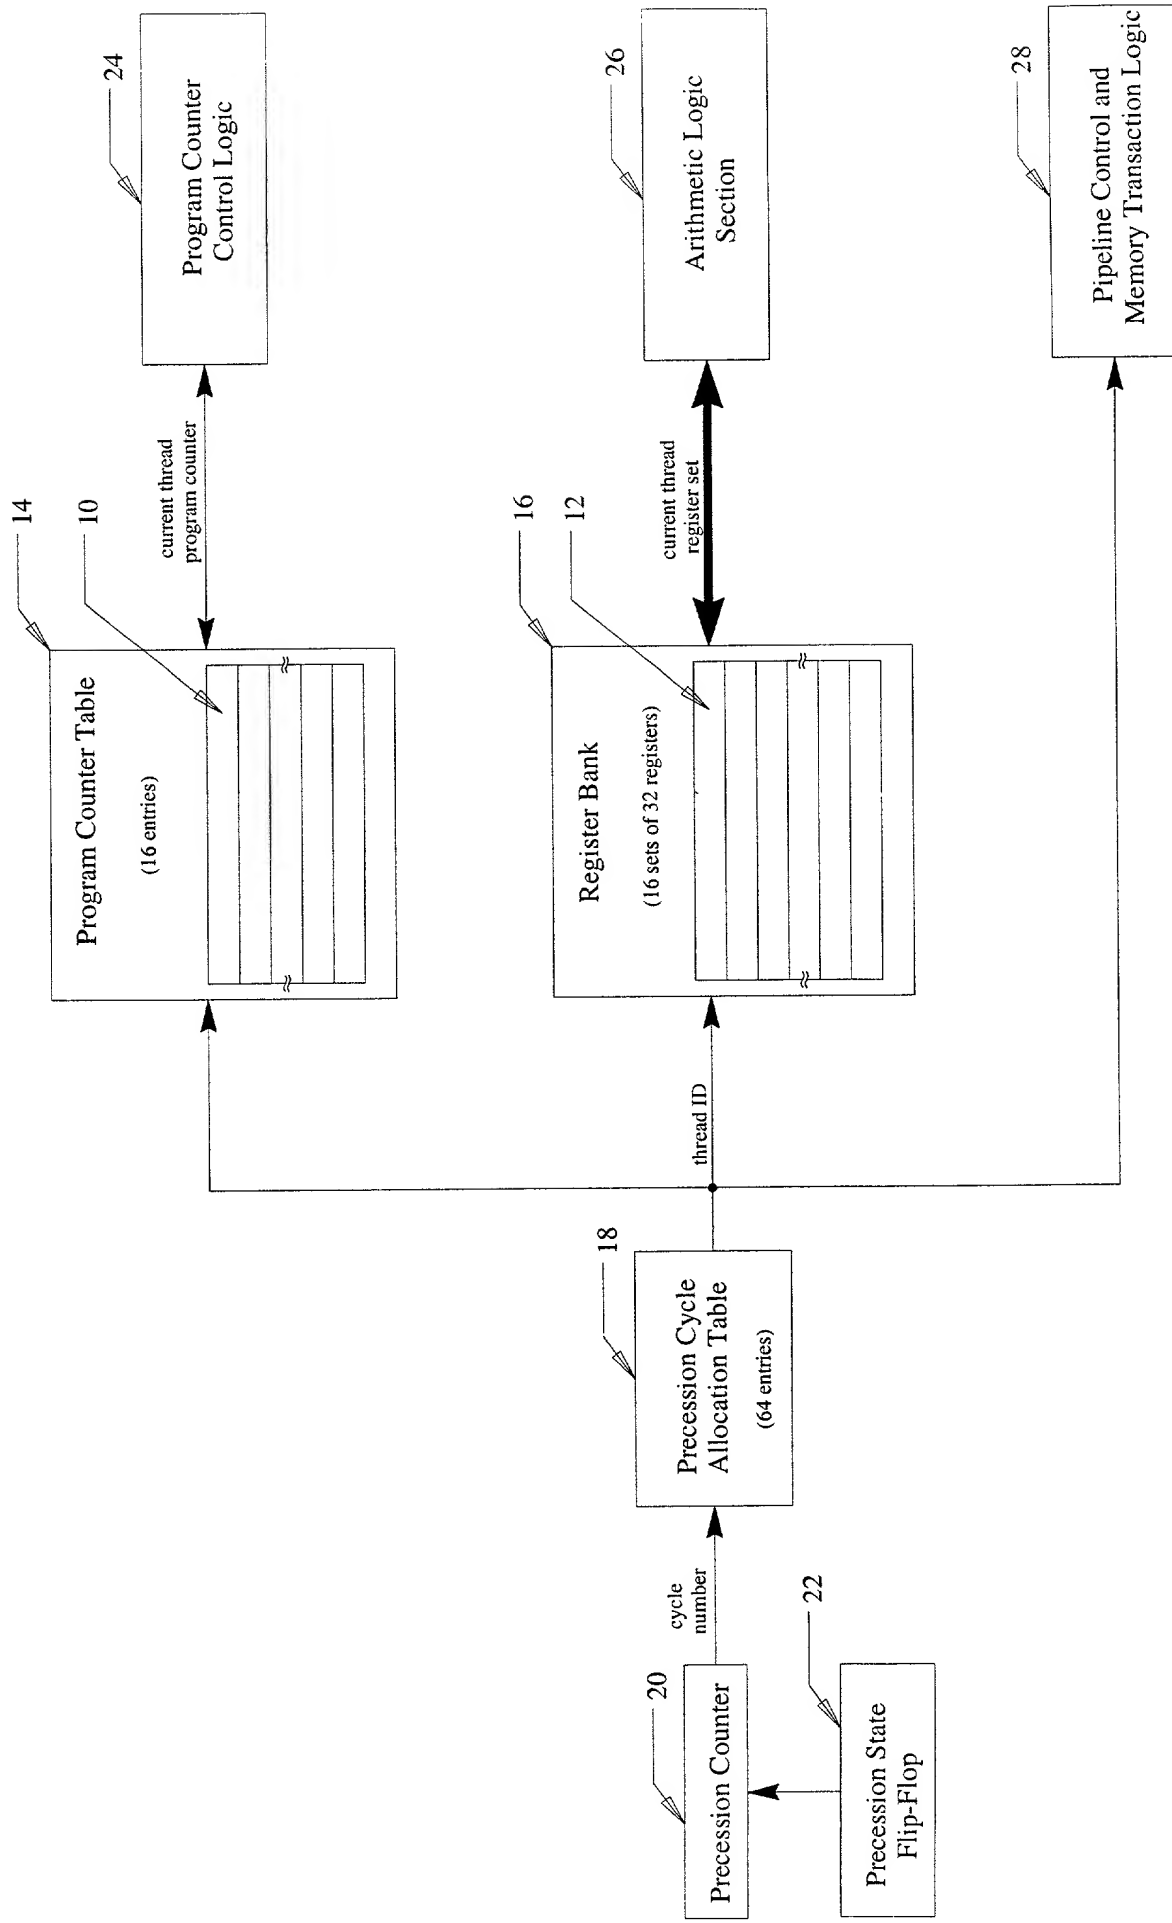 Precession Counter
20
Precession State
Flip-Flop
22
cycle
number
Precession Cycle
Allocation Table
(64 entries)
18
thread ID
Program Counter Table
(16 entries)
14
10
Register Bank
(16 sets of 32 registers)
16
12
current thread
program counter
current thread
register set
Program Counter
Control Logic
24
Arithmetic Logic
Section
26
Pipeline Control and
Memory Transaction Logic
28